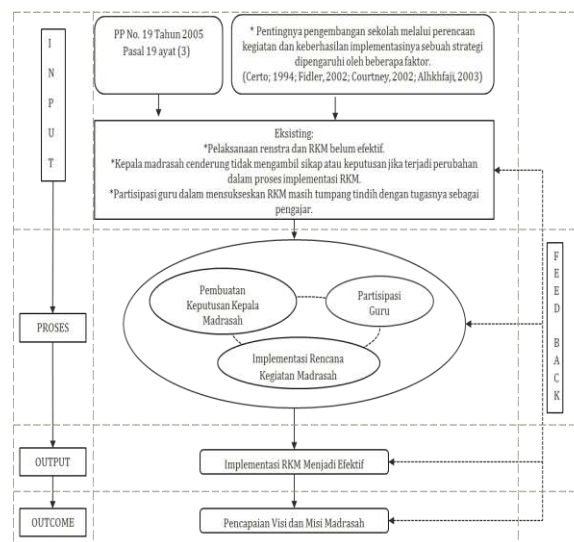 INPUT
PP No. 19 Tahun 2005
Pasal 19 ayat (3)
* Pentingnya pengembangan sekolah melalui perencaan
kegiatan dan keberhasilan implementasinya sebuah strategi
dipengaruhi oleh beberapa faktor.
(Certo; 1994; Fidler, 2002; Courtney, 2002; Alhkhfaji, 2003)
Eksisting:
*Pelaksanaan renstra dan RKM belum efektif.
*Kepala madrasah cenderung tidak mengambil sikap atau keputusan jika terjadi perubahan
dalam proses implementasi RKM.
*Partisipasi guru dalam mensukseskan RKM masih tumpang tindih dengan tugasnya sebagai
pengajar.
PROSES
Pembuatan
Keputusan Kepala
Madrasah
Partisipasi
Guru
Implementasi Rencana
Kegiatan Madrasah
FEED BACK
OUTPUT
Implementasi RKM Menjadi Efektif
OUTCOME
Pencapaian Visi dan Misi Madrasah